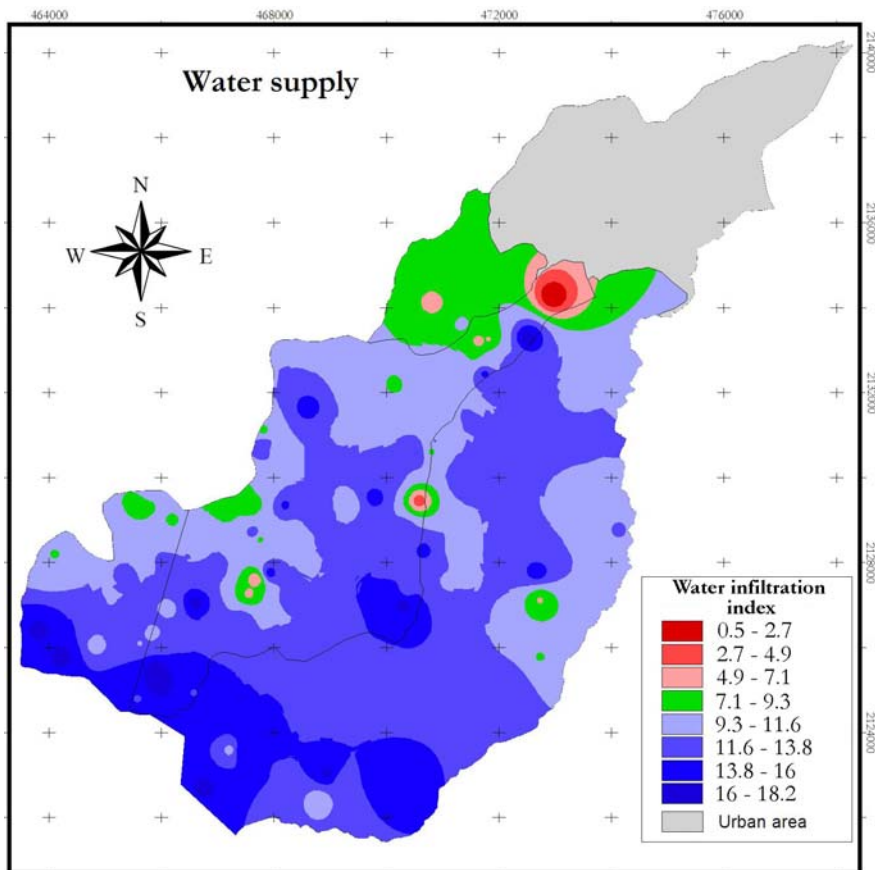 464000 468000 472000 476000
Water supply
2140000
N
W E
S
2136000
2132000
2128000
2124000
Water infiltration
index
0.5 - 2.7
2.7 - 4.9
4.9 - 7.1
7.1 - 9.3
9.3 - 11.6
11.6 - 13.8
13.8 - 16
16 - 18.2
Urban area